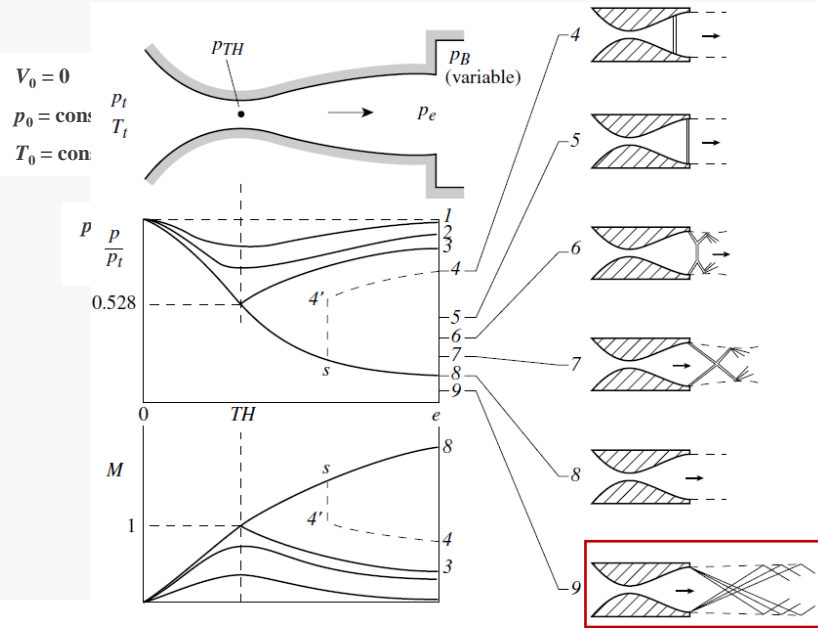 V₀ = 0
p₀ = cons
T₀ = cons
p
p_TH
p_t
T_t
p_B
(variable)
p_e
p/p_t
0.528
1
2
3
4
4′
5
6
7
8
9
s
0
TH
e
M
1
8
s
4′
4
3
4
5
6
7
8
9